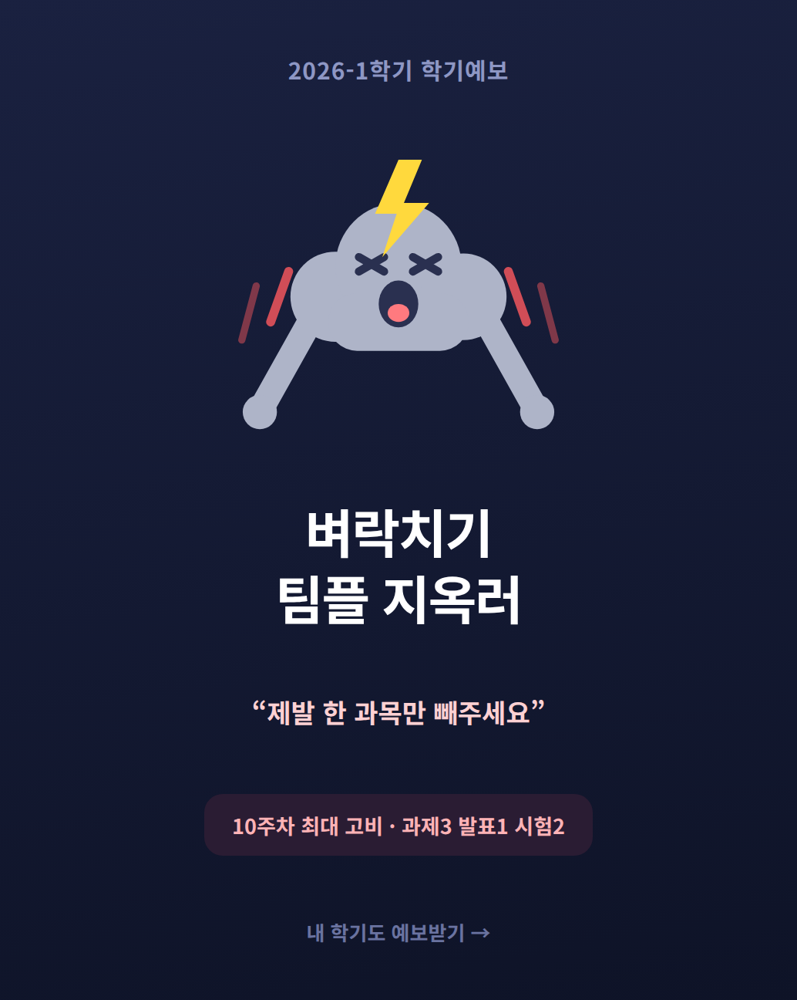 2026-1학기 학기예보
벼락치기
팀플 지옥러
“제발 한 과목만 빼주세요”
10주차 최대 고비 · 과제3 발표1 시험2
내 학기도 예보받기 →